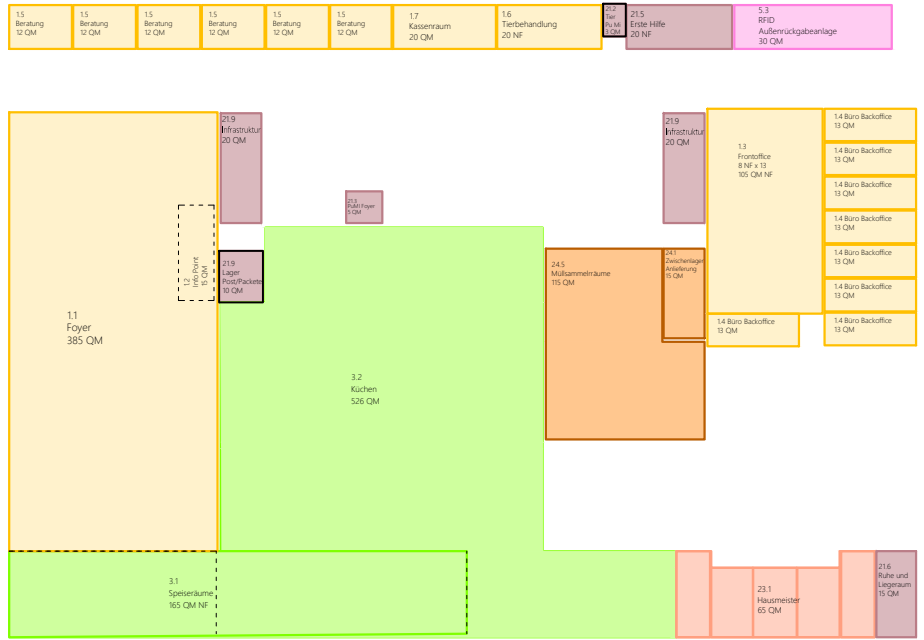 1.5
Beratung
12 QM
1.5
Beratung
12 QM
1.5
Beratung
12 QM
1.5
Beratung
12 QM
1.5
Beratung
12 QM
1.5
Beratung
12 QM
1.7
Kassenraum
20 QM
1.6
Tierbehandlung
20 NF
21.2
Tier
Pu Mi
3 QM
21.5
Erste Hilfe
20 NF
5.3
RFID
Außenrückgabeanlage
30 QM
21.9
Infrastruktur
20 QM
21.3
PuMi Foyer
5 QM
21.9
Infrastruktur
20 QM
1.3
Frontoffice
8 NF x 13
105 QM NF
1.4 Büro Backoffice
13 QM
1.4 Büro Backoffice
13 QM
1.4 Büro Backoffice
13 QM
1.4 Büro Backoffice
13 QM
1.4 Büro Backoffice
13 QM
1.4 Büro Backoffice
13 QM
1.4 Büro Backoffice
13 QM
1.4 Büro Backoffice
13 QM
1.2
Info Point
15 QM
21.9
Lager
Post/Packete
10 QM
24.5
Müllsammelrräume
115 QM
24.1
Zwischenlager
Anlieferung
15 QM
1.1
Foyer
385 QM
3.2
Küchen
526 QM
3.1
Speiseräume
165 QM NF
23.1
Hausmeister
65 QM
21.6
Ruhe und
Liegeraum
15 QM